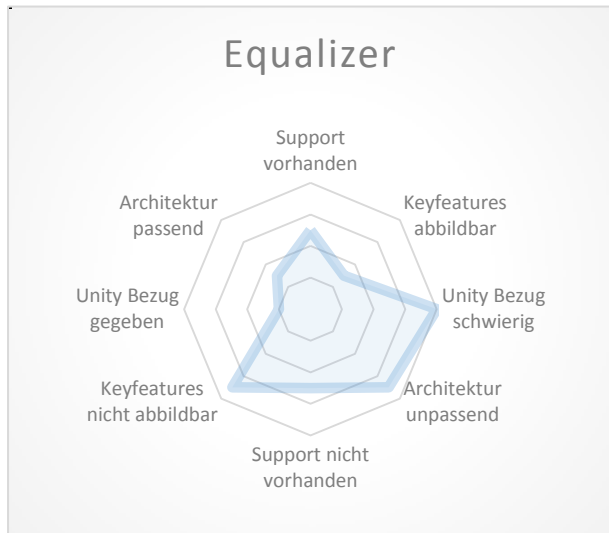 Equalizer
Support
vorhanden
Keyfeatures
abbildbar
Unity Bezug
schwierig
Architektur
unpassend
Support nicht
vorhanden
Keyfeatures
nicht abbildbar
Unity Bezug
gegeben
Architektur
passend